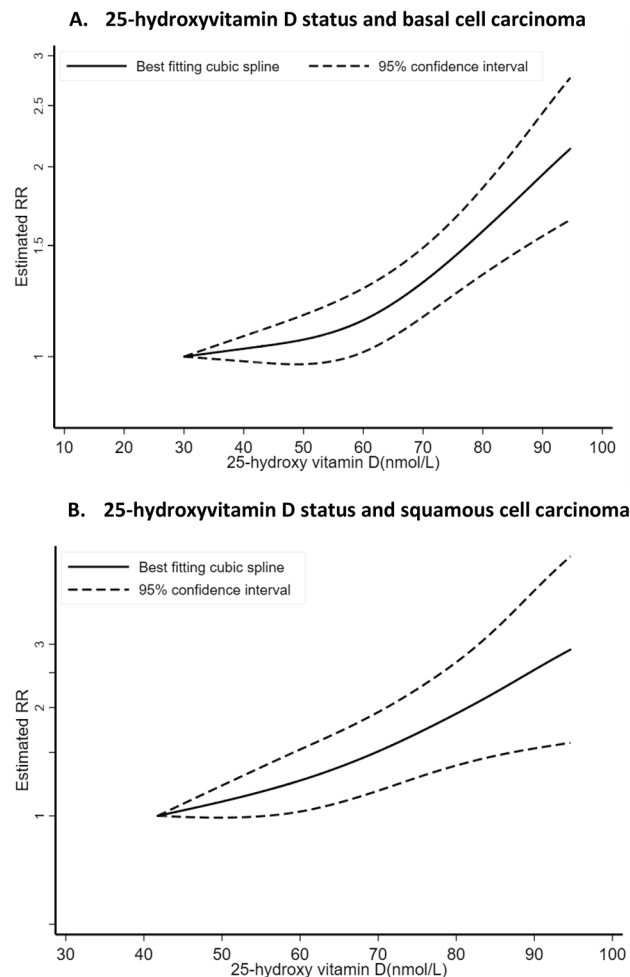 A. 25-hydroxyvitamin D status and basal cell carcinoma
Best fitting cubic spline
95% confidence interval
3
2.5
2
1.5
1
Estimated RR
10 20 30 40 50 60 70 80 90 100
25-hydroxy vitamin D(nmol/L)
B. 25-hydroxyvitamin D status and squamous cell carcinoma
Best fitting cubic spline
95% confidence interval
3
2
1
Estimated RR
30 40 50 60 70 80 90 100
25-hydroxy vitamin D(nmol/L)